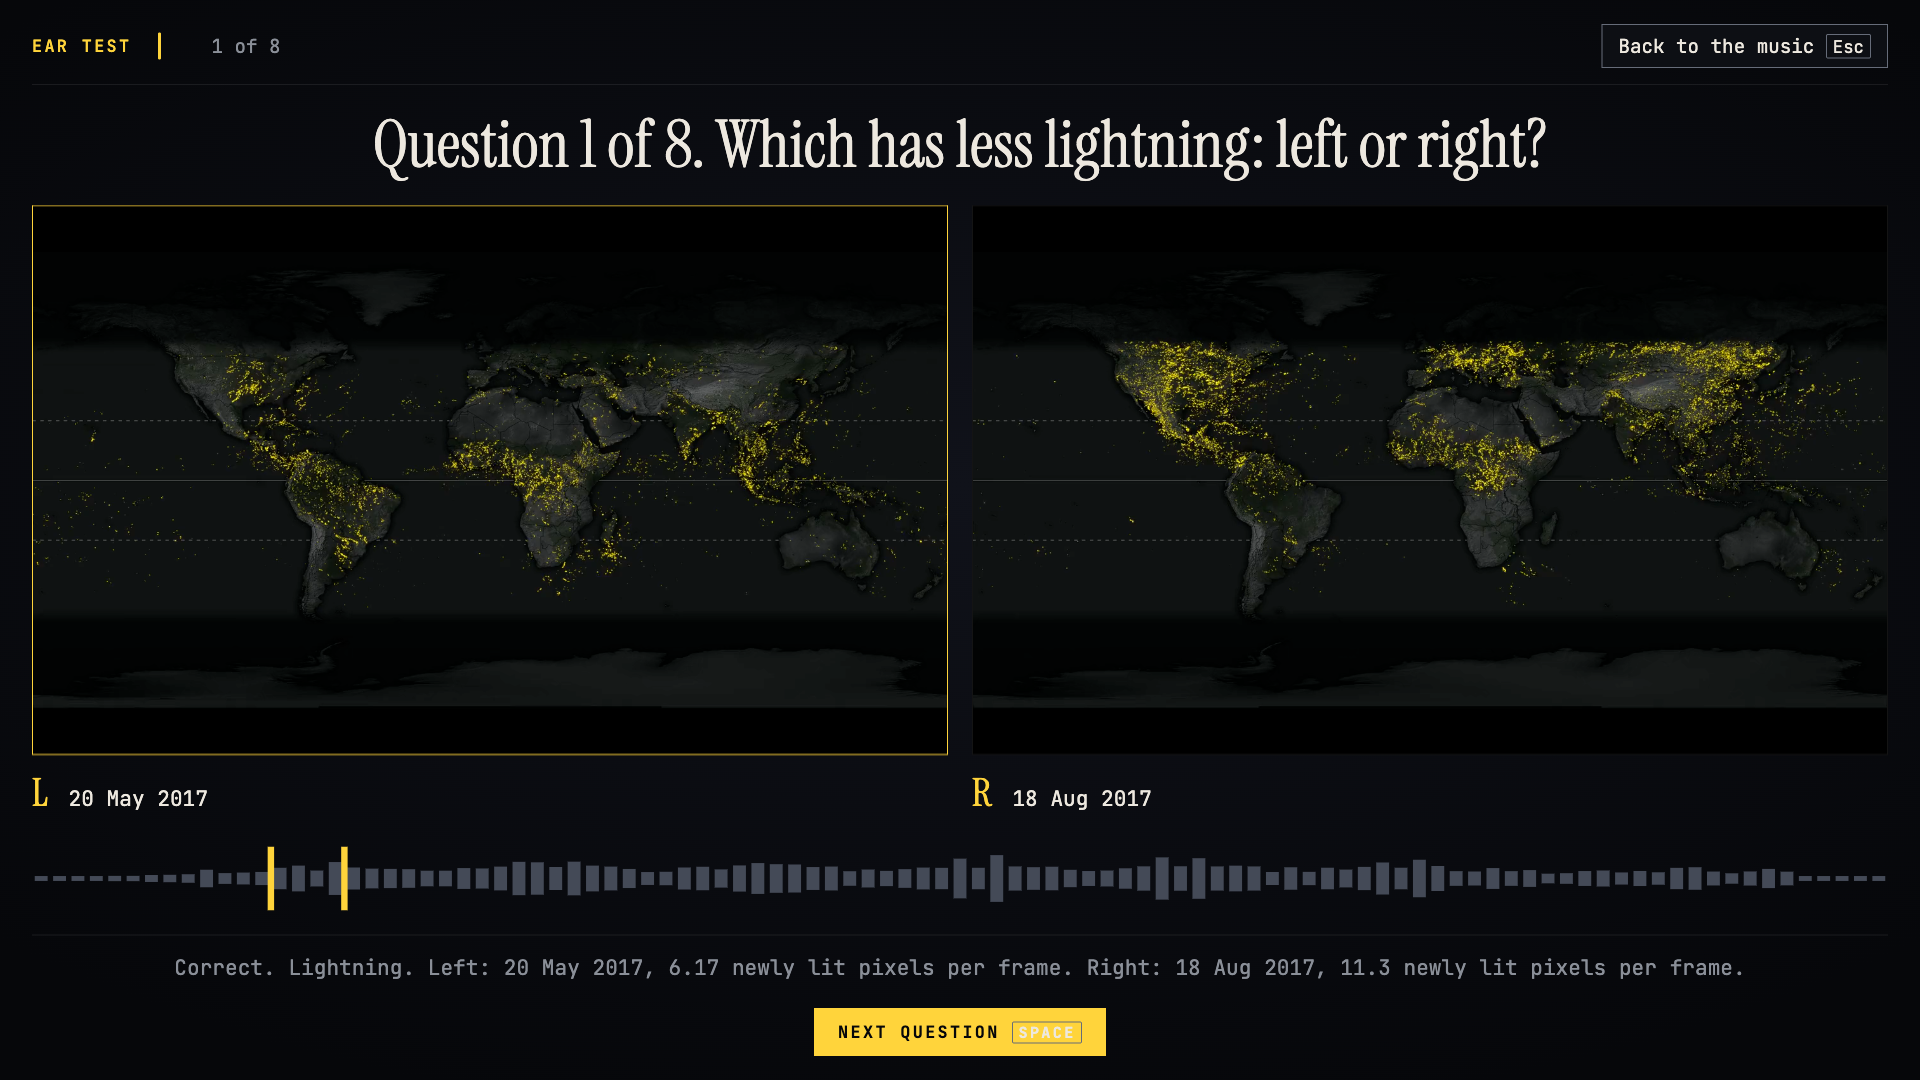 EAR TEST 1 of 8 Back to the music Esc
Question 1 of 8. Which has less lightning: left or right?
L 20 May 2017 R 18 Aug 2017
Correct. Lightning. Left: 20 May 2017, 6.17 newly lit pixels per frame. Right: 18 Aug 2017, 11.3 newly lit pixels per frame.
NEXT QUESTION SPACE